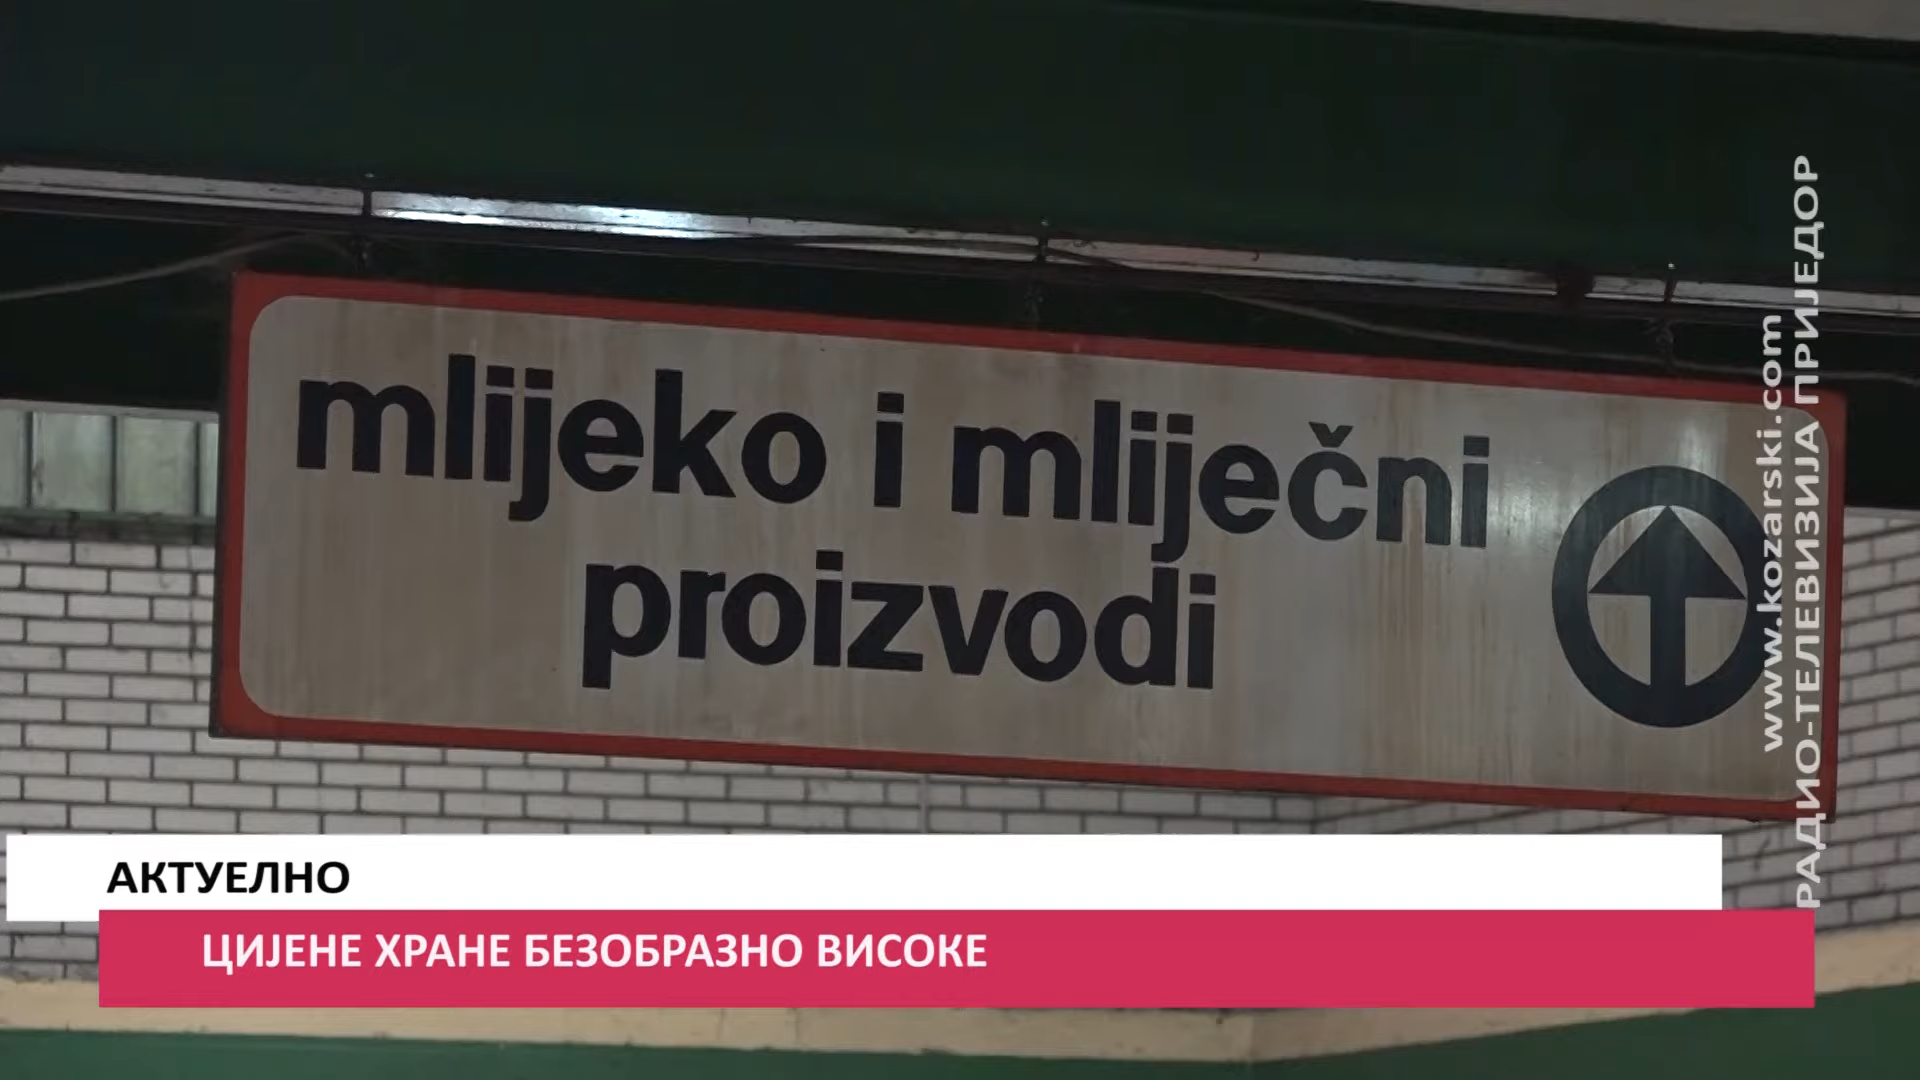 mlijeko i mliječni
proizvodi
www.kozarski.com
РАДИО-ТЕЛЕВИЗИЈА ПРИЈЕДОР
АКТУЕЛНО
ЦИЈЕНЕ ХРАНЕ БЕЗОБРАЗНО ВИСОКЕ